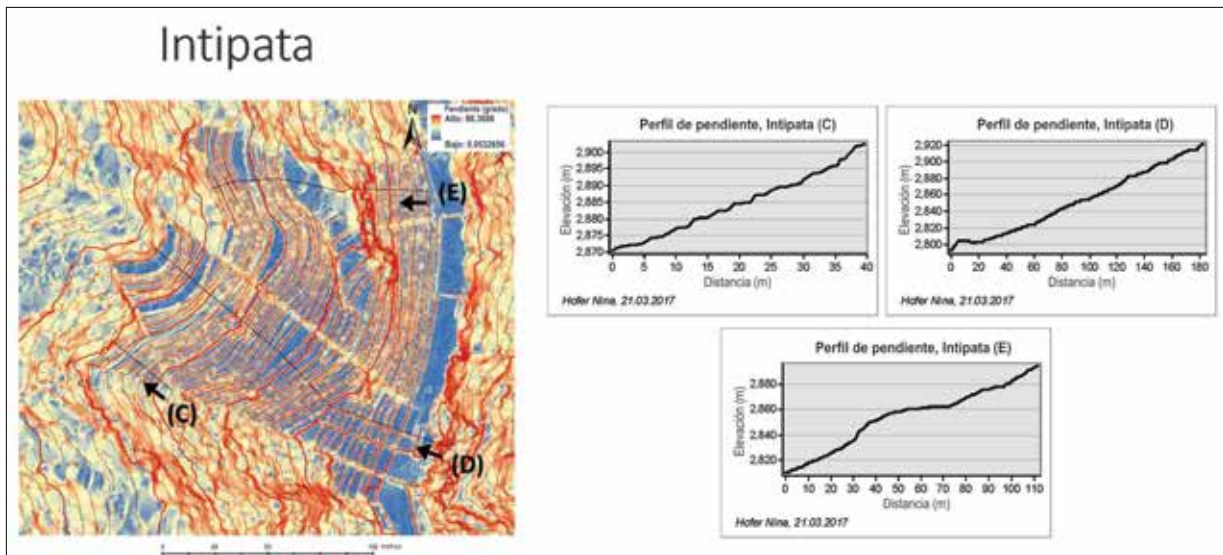 Intipata
N
Pendiente (grado)
Alto:
Bajo:
(E)
(C)
(D)
0
Perfil de pendiente, Intipata (C)
Elevación (m)
2,900
2,895
2,890
2,885
2,880
2,875
2,870
0 5 10 15 20 25 30 35 40
Distancia (m)
Hofer Nina, 21.03.2017
Perfil de pendiente, Intipata (D)
Elevación (m)
2,920
2,900
2,880
2,860
2,840
2,820
2,800
0 20 40 60 80 100 120 140 160 180
Distancia (m)
Hofer Nina, 21.03.2017
Perfil de pendiente, Intipata (E)
Elevación (m)
2,880
2,860
2,840
2,820
0 10 20 30 40 50 60 70 80 90 100 110
Distancia (m)
Hofer Nina, 21.03.2017